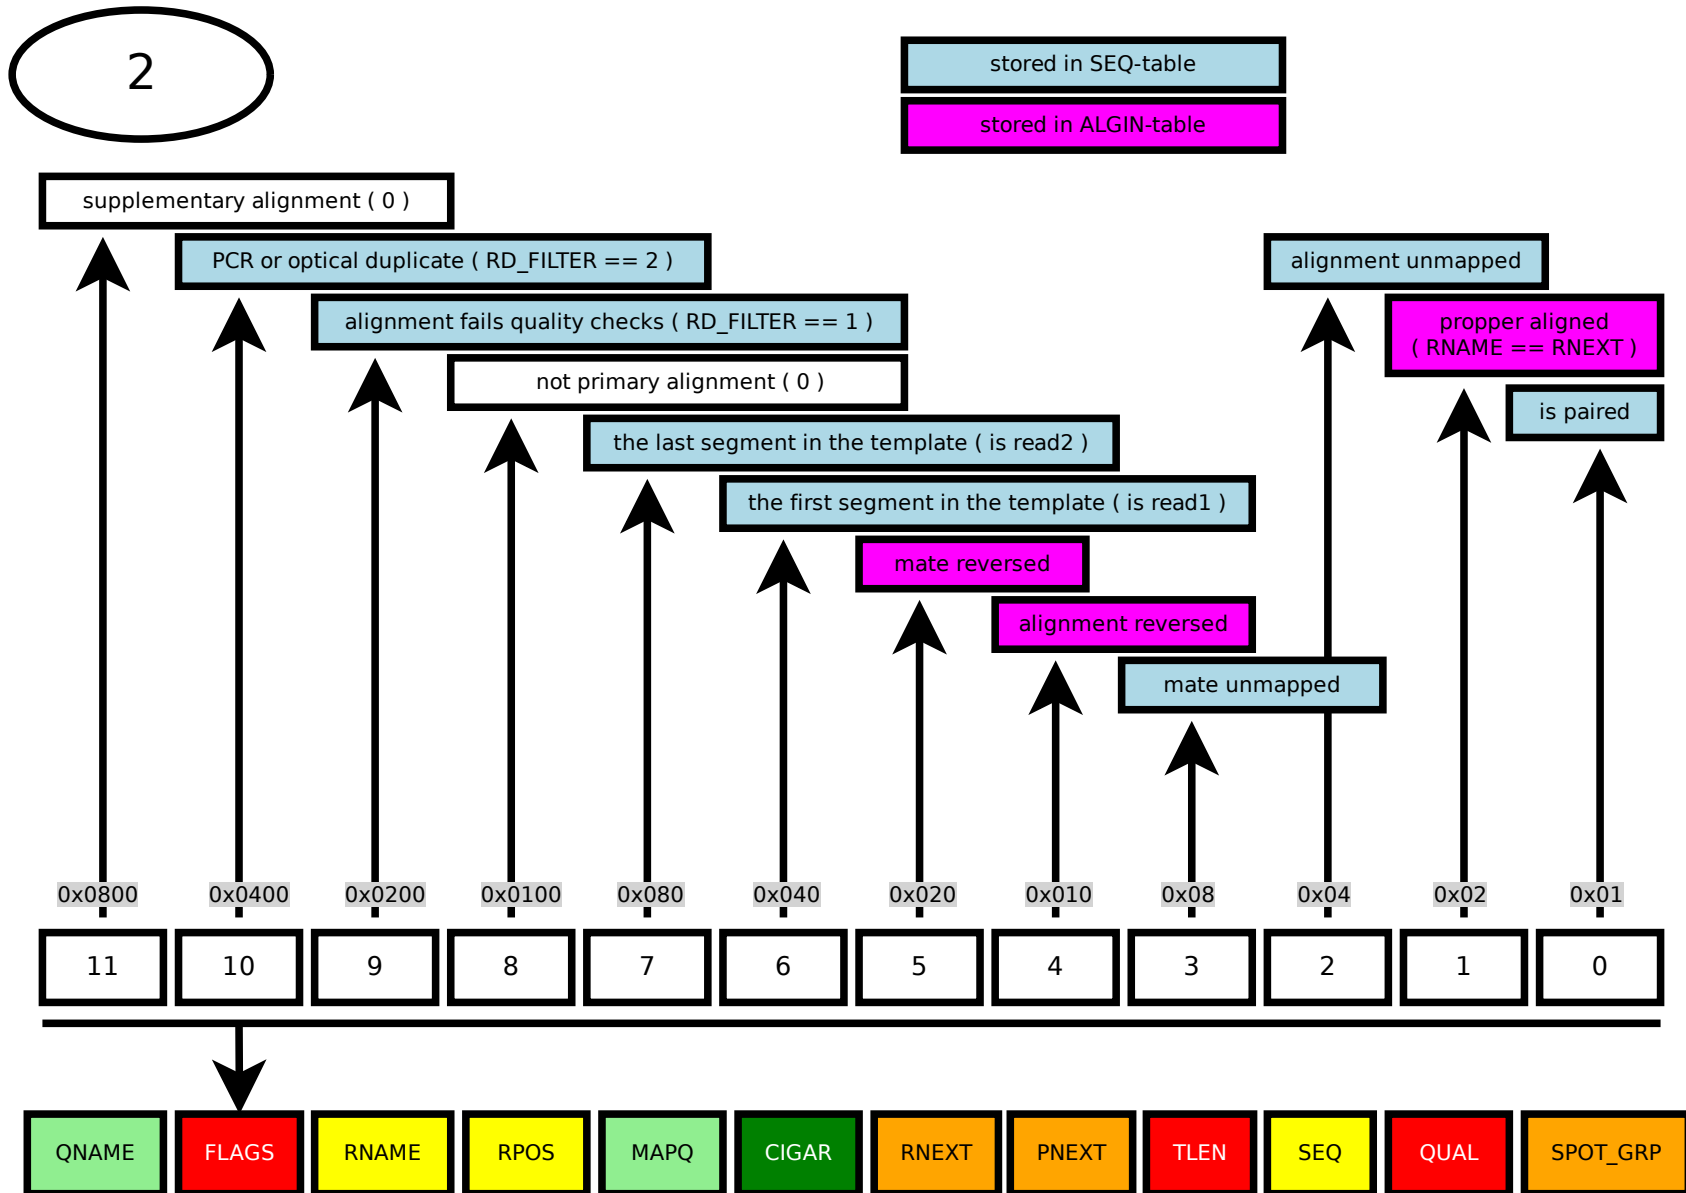 2
stored in SEQ-table
stored in ALGIN-table
supplementary alignment ( 0 )
PCR or optical duplicate ( RD_FILTER == 2 )
alignment unmapped
alignment fails quality checks ( RD_FILTER == 1 )
propper aligned
( RNAME == RNEXT )
not primary alignment ( 0 )
is paired
the last segment in the template ( is read2 )
the first segment in the template ( is read1 )
mate reversed
alignment reversed
mate unmapped
0x0800 0x0400 0x0200 0x0100 0x080 0x040 0x020 0x010 0x08 0x04 0x02 0x01
11 10 9 8 7 6 5 4 3 2 1 0
QNAME FLAGS RNAME RPOS MAPQ CIGAR RNEXT PNEXT TLEN SEQ QUAL SPOT_GRP